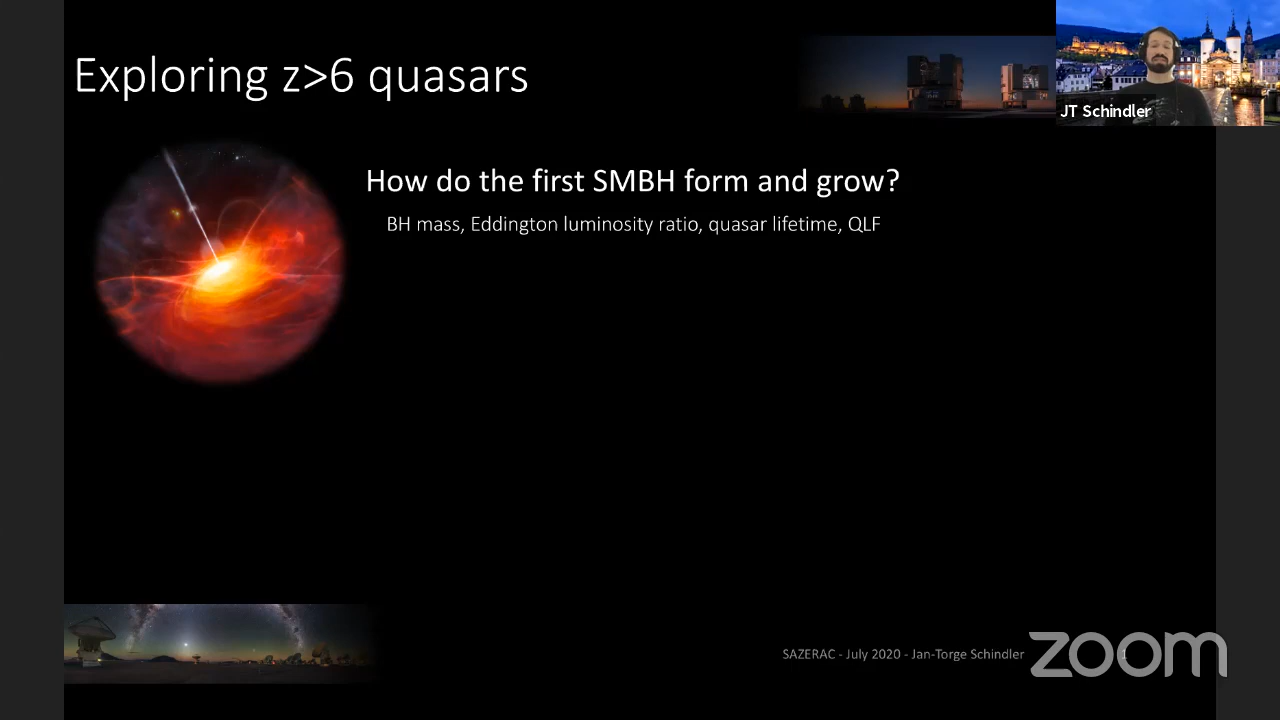 Exploring z>6 quasars
JT Schindler
How do the first SMBH form and grow?
BH mass, Eddington luminosity ratio, quasar lifetime, QLF
SAZERAC - July 2020 - Jan-Torge Schindler
1
zoom